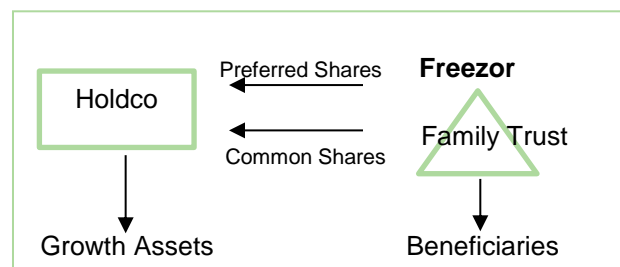 Preferred Shares
Freezor
Holdco
Family Trust
Common Shares
Growth Assets
Beneficiaries